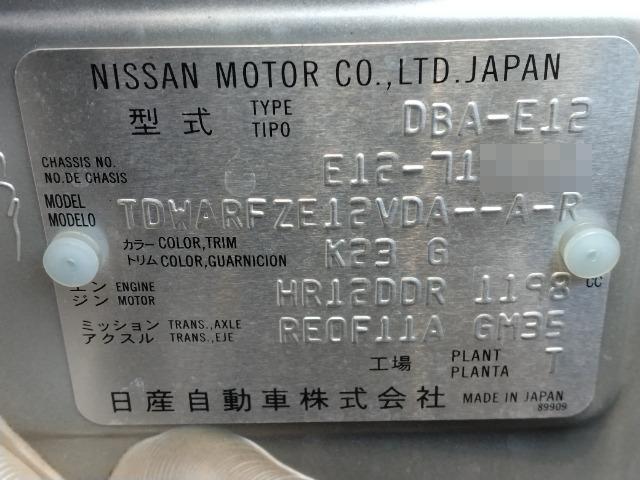 NISSAN MOTOR CO.,LTD.JAPAN
型式 TYPE TIPO DBA-E12
CHASSIS NO. NO.DE CHASIS E12-71
MODEL MODELO TDWARFZE12VDA--A-R
カラー COLOR,TRIM トリム COLOR,GUARNICION K23 G
エンジン ENGINE MOTOR HR12DDR 1198 CC
ミッション TRANS.,AXLE アクスル TRANS.,EJE RE0F11A GM35
工場 PLANT PLANTA T
日産自動車株式会社 MADE IN JAPAN
89909